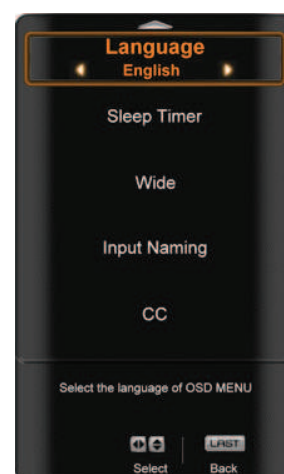 Language
English
Sleep Timer
Wide
Input Naming
CC
Select the language of OSD MENU
LAST
Select Back